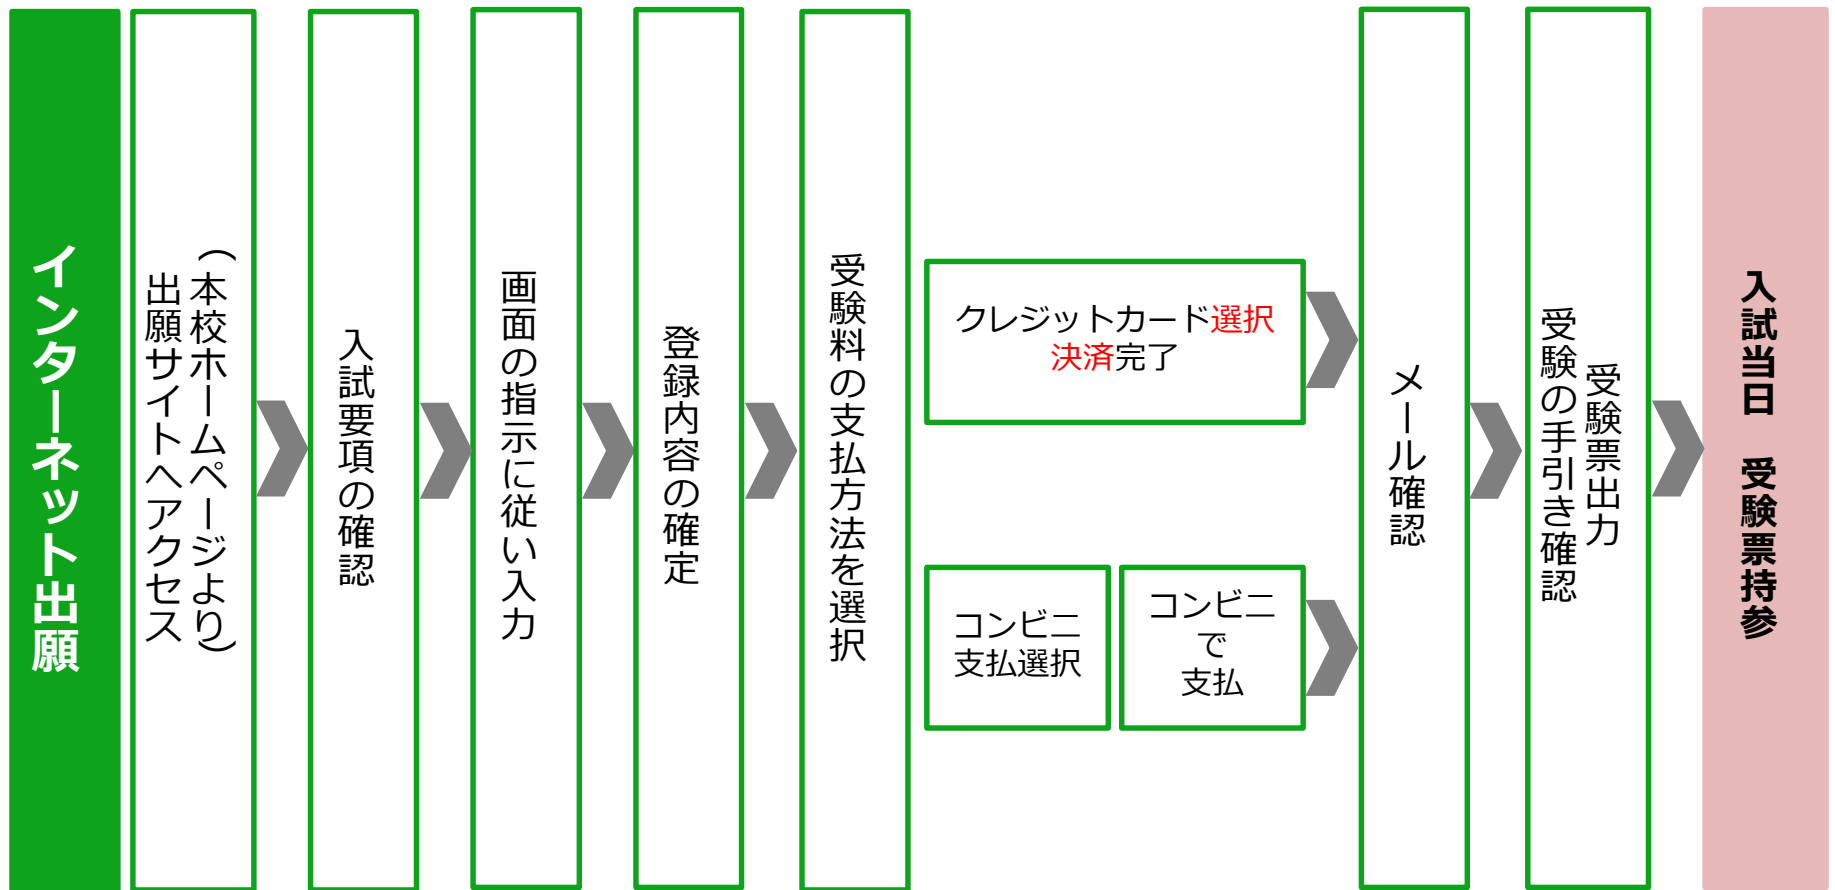 インターネット出願
（本校ホームページより）
出願サイトへアクセス
入試要項の確認
画面の指示に従い入力
登録内容の確定
受験料の支払方法を選択
クレジットカード選択
決済完了
コンビニ
支払選択
コンビニ
で
支払
メール確認
受験票出力
受験の手引き確認
入試当日　受験票持参